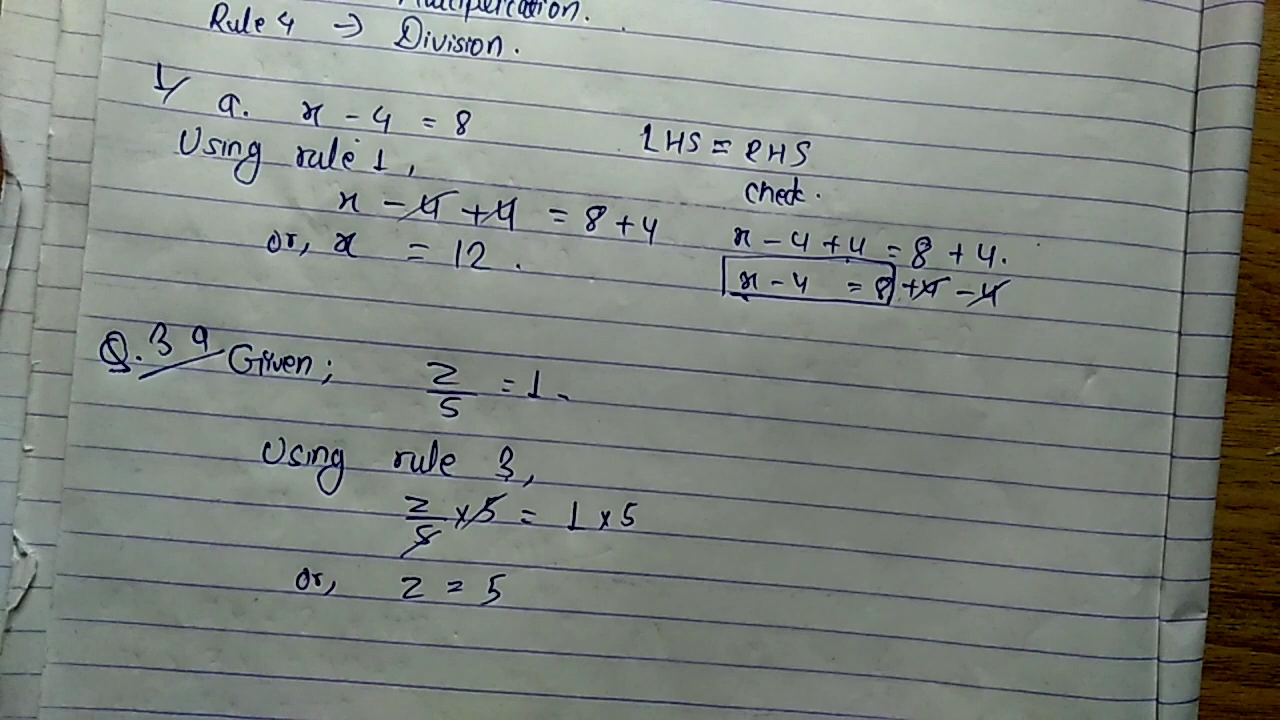 Multiplication.
Rule 4 → Division.
1/ a. x - 4 = 8
Using rule 1,
x - 4 + 4 = 8 + 4
or, x = 12.
LHS = RHS
check.
x - 4 + 4 = 8 + 4.
x - 4 = 8 + 4 - 4
Q.3 a Given; z/5 = 1.
Using rule 3,
z/5 × 5 = 1 × 5
or, z = 5